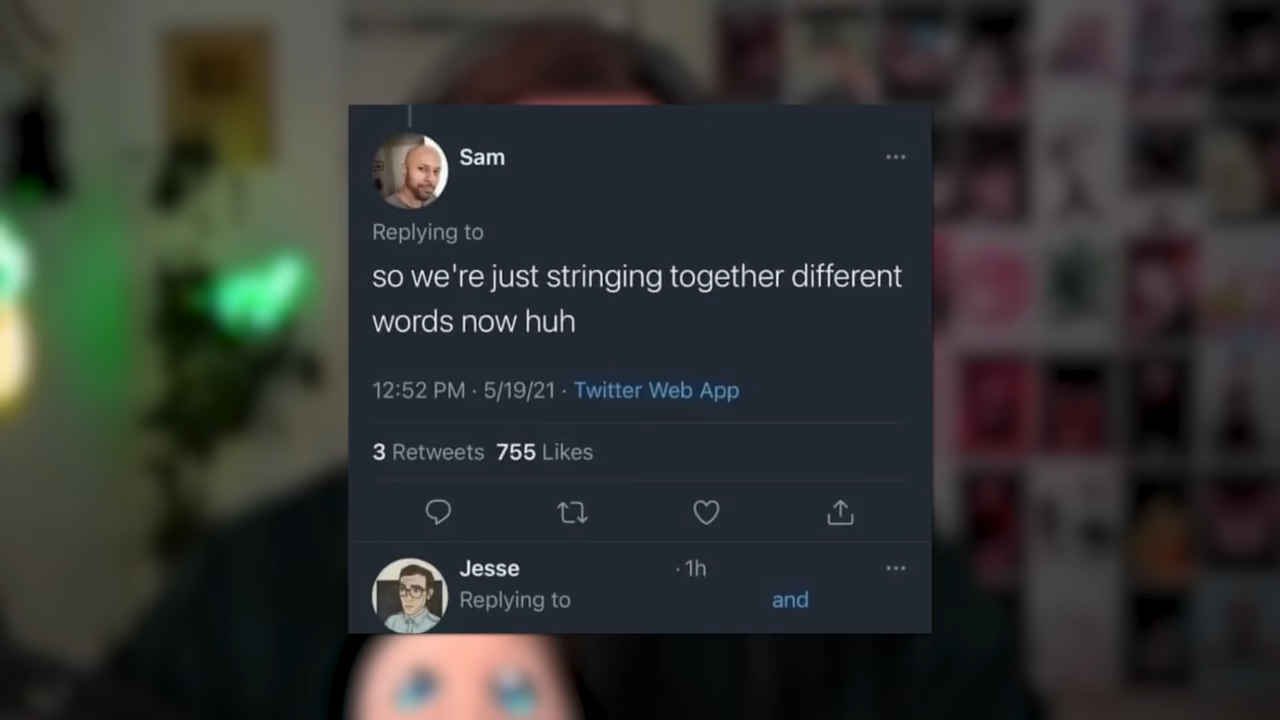 Sam
Replying to
so we're just stringing together different
words now huh
12:52 PM · 5/19/21 · Twitter Web App
3 Retweets 755 Likes
Jesse · 1h
Replying to and